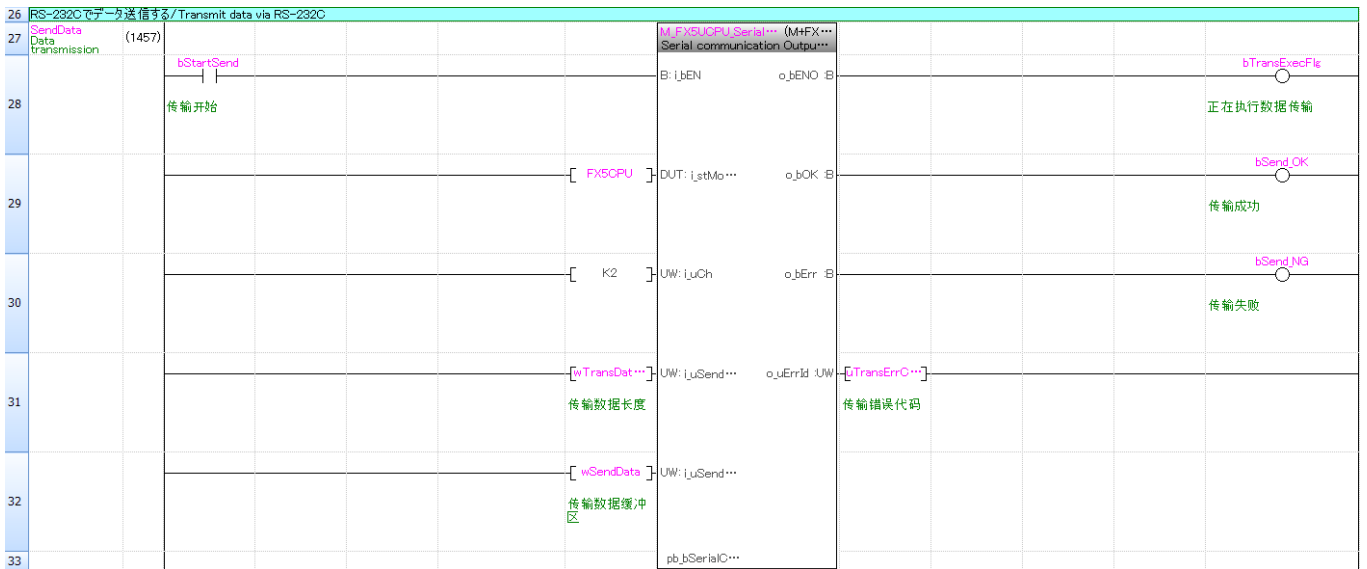 26 RS-232Cでデータ送信する/Transmit data via RS-232C
27 SendData (1457) M_FX5UCPU_Serial… (M+FX…
Data Serial communication Outpu…
transmission
bStartSend bTransExecFlg
B: i_bEN o_bENO :B
28 传输开始 正在执行数据传输
bSend_OK
[ FX5CPU ] DUT: i_stMo… o_bOK :B
29 传输成功
bSend_NG
[ K2 ] UW: i_uCh o_bErr :B
30 传输失败
[wTransDat…] UW: i_uSend… o_uErrId :UW [uTransErrC…]
31 传输数据长度 传输错误代码
[ wSendData ] UW: i_uSend…
32 传输数据缓冲
区
33 pb_bSerialC…